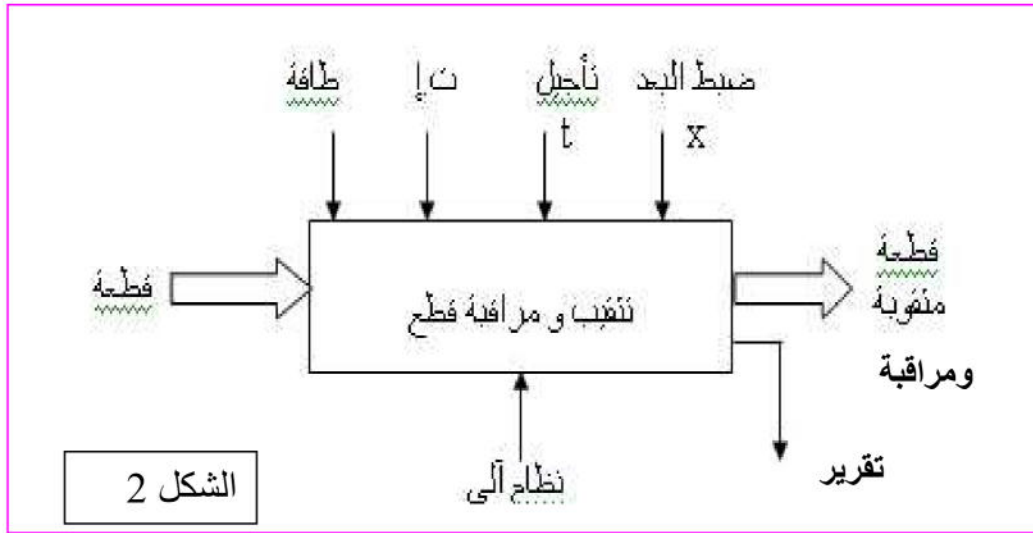 ضبط البعد
X
تأجيل
t
ت إ
طاقة
قطعة
تثقيب و مراقبة قطع
قطعة
مثقوبة
ومراقبة
تقرير
نظام آلي
الشكل 2